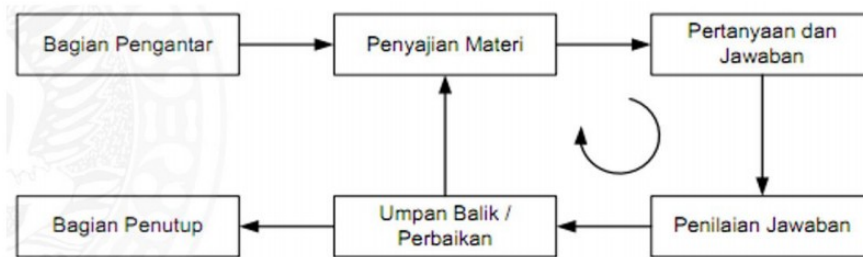 Bagian Pengantar
Penyajian Materi
Pertanyaan dan
Jawaban
Bagian Penutup
Umpan Balik /
Perbaikan
Penilaian Jawaban